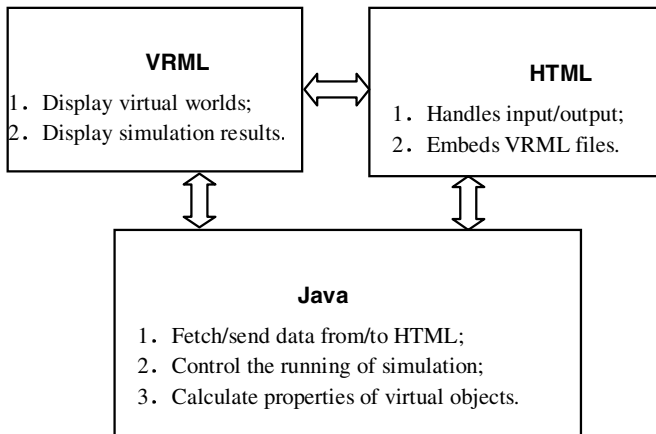 VRML
1. Display virtual worlds;
2. Display simulation results.
HTML
1. Handles input/output;
2. Embeds VRML files.
Java
1. Fetch/send data from/to HTML;
2. Control the running of simulation;
3. Calculate properties of virtual objects.